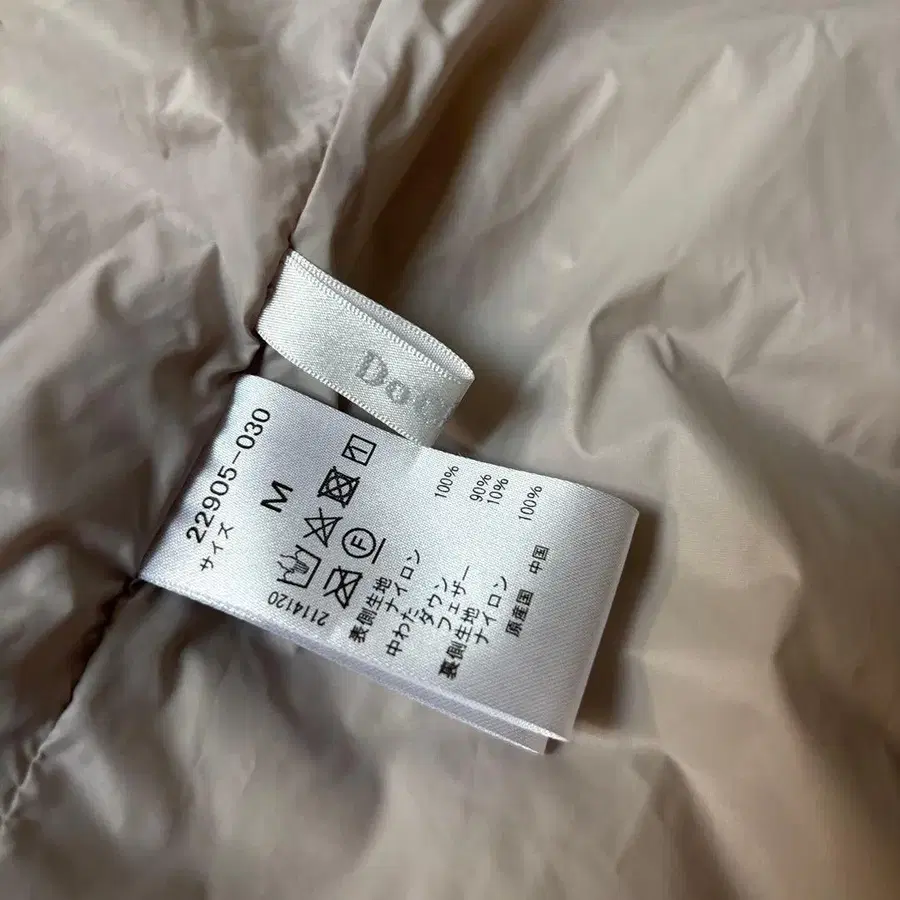 Do
22905-030
サイズ
M
F
2114120
表側生地
ナイロン 100%
中わた
ダウン 90%
フェザー 10%
裏側生地
ナイロン 100%
原産国 中国